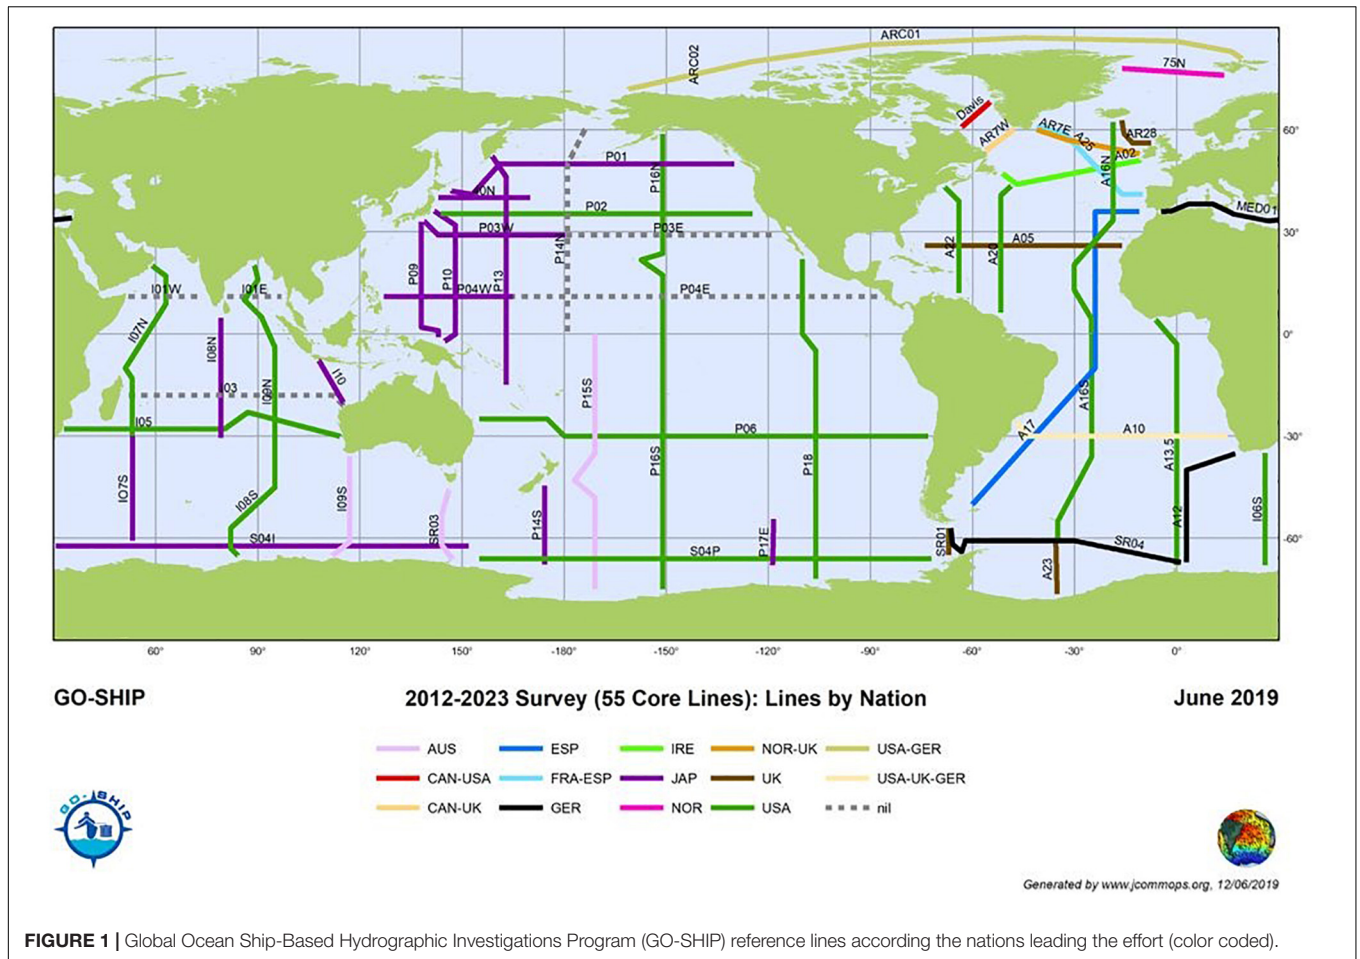 ARC01
ARC02
75N
Davis
AR7W
AR7E
A25
AR28
A02
60°
P01
P16N
A16N
40N
P02
MED01
P03W
P03E
A22
A20
A05
30°
P14N
P09
P10
P13
I01W
I01E
P04W
P04E
I07N
I08N
0°
I10
I03
I09N
P15S
A16S
I05
P06
A17
A10
-30°
P16S
P18
A13.5
IO7S
I08S
I09S
SR03
P14S
P17E
A12
I06S
S04I
S04P
SR01
SR04
-60°
A23
60° 90° 120° 150° -180° -150° -120° -90° -60° -30° 0°
GO-SHIP 2012-2023 Survey (55 Core Lines): Lines by Nation June 2019
AUS ESP IRE NOR-UK USA-GER
CAN-USA FRA-ESP JAP UK USA-UK-GER
CAN-UK GER NOR USA nil
GO-SHIP
Generated by www.jcommops.org, 12/06/2019
FIGURE 1 | Global Ocean Ship-Based Hydrographic Investigations Program (GO-SHIP) reference lines according the nations leading the effort (color coded).